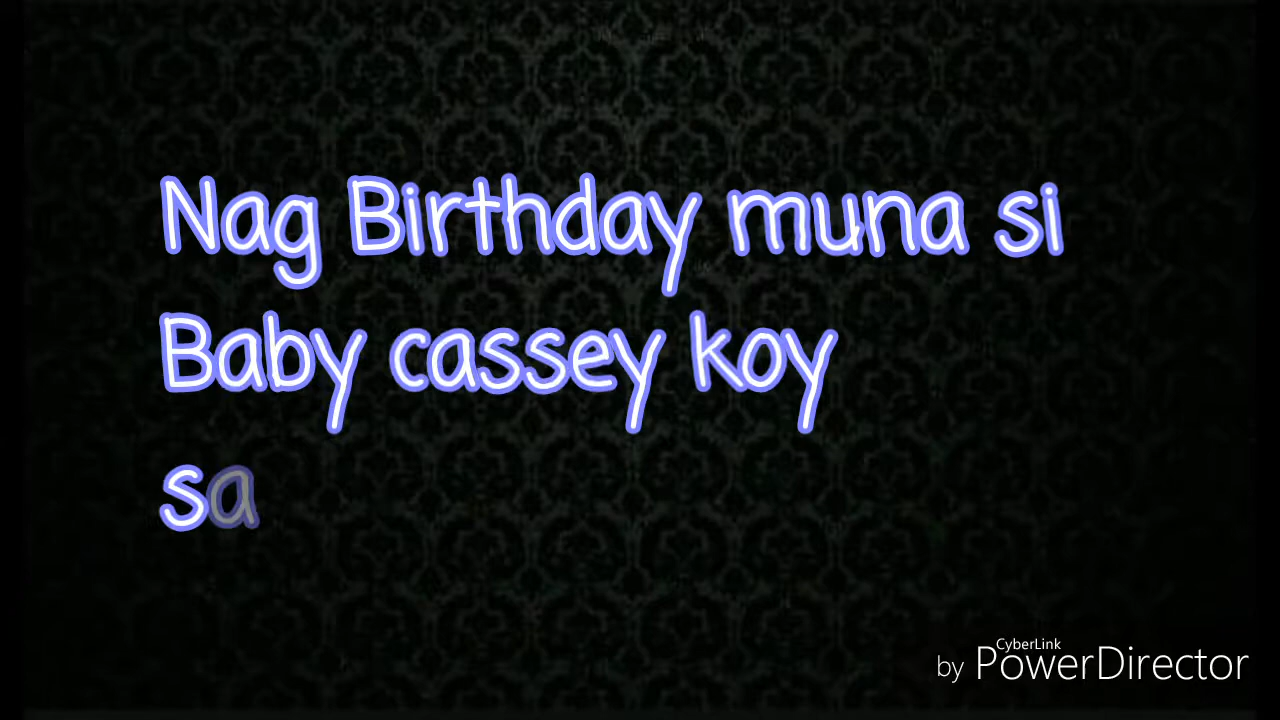 Nag Birthday muna si
Baby cassey koy
sa
CyberLink
by PowerDirector